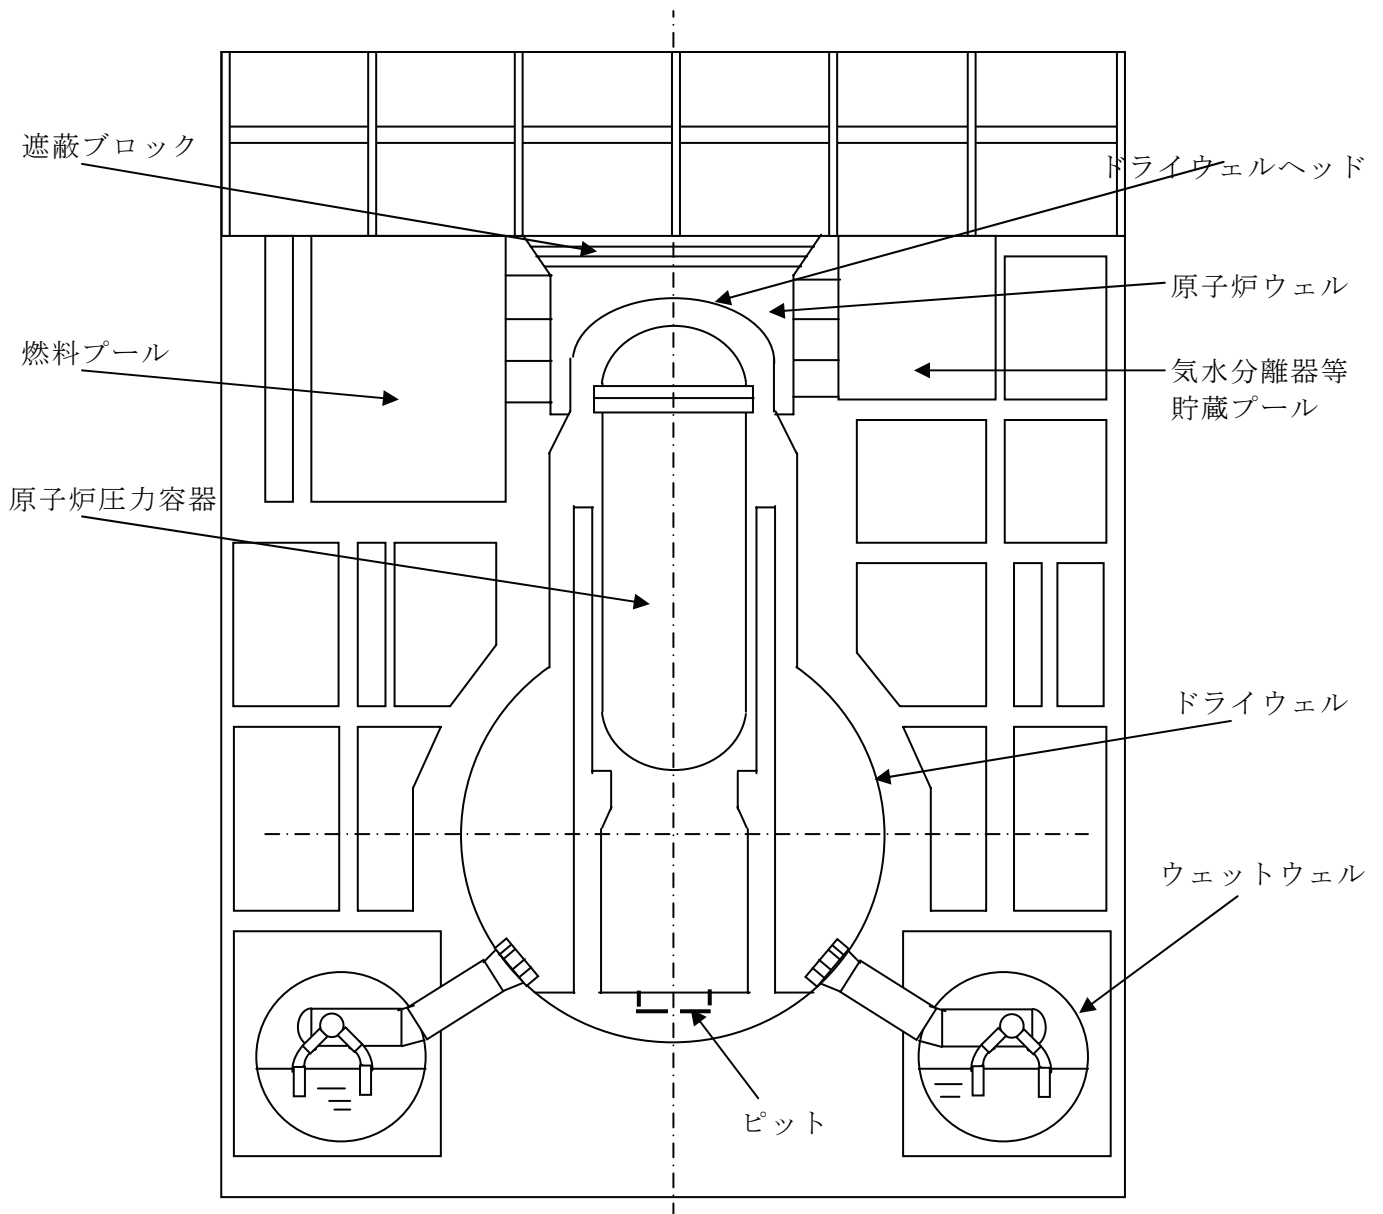 遮蔽ブロック
ドライウェルヘッド
原子炉ウェル
燃料プール
気水分離器等
貯蔵プール
原子炉圧力容器
ドライウェル
ウェットウェル
ピット